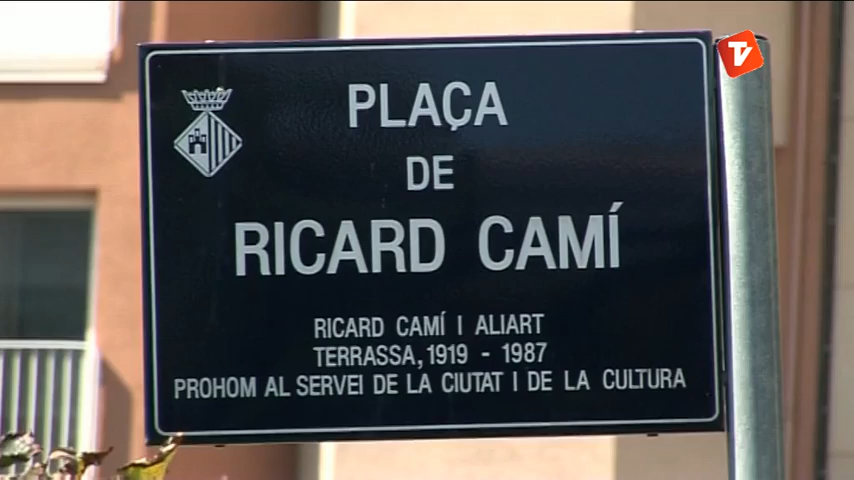 TV
PLAÇA
DE
RICARD CAMÍ
RICARD CAMÍ I ALIART
TERRASSA, 1919 - 1987
PROHOM AL SERVEI DE LA CIUTAT I DE LA CULTURA